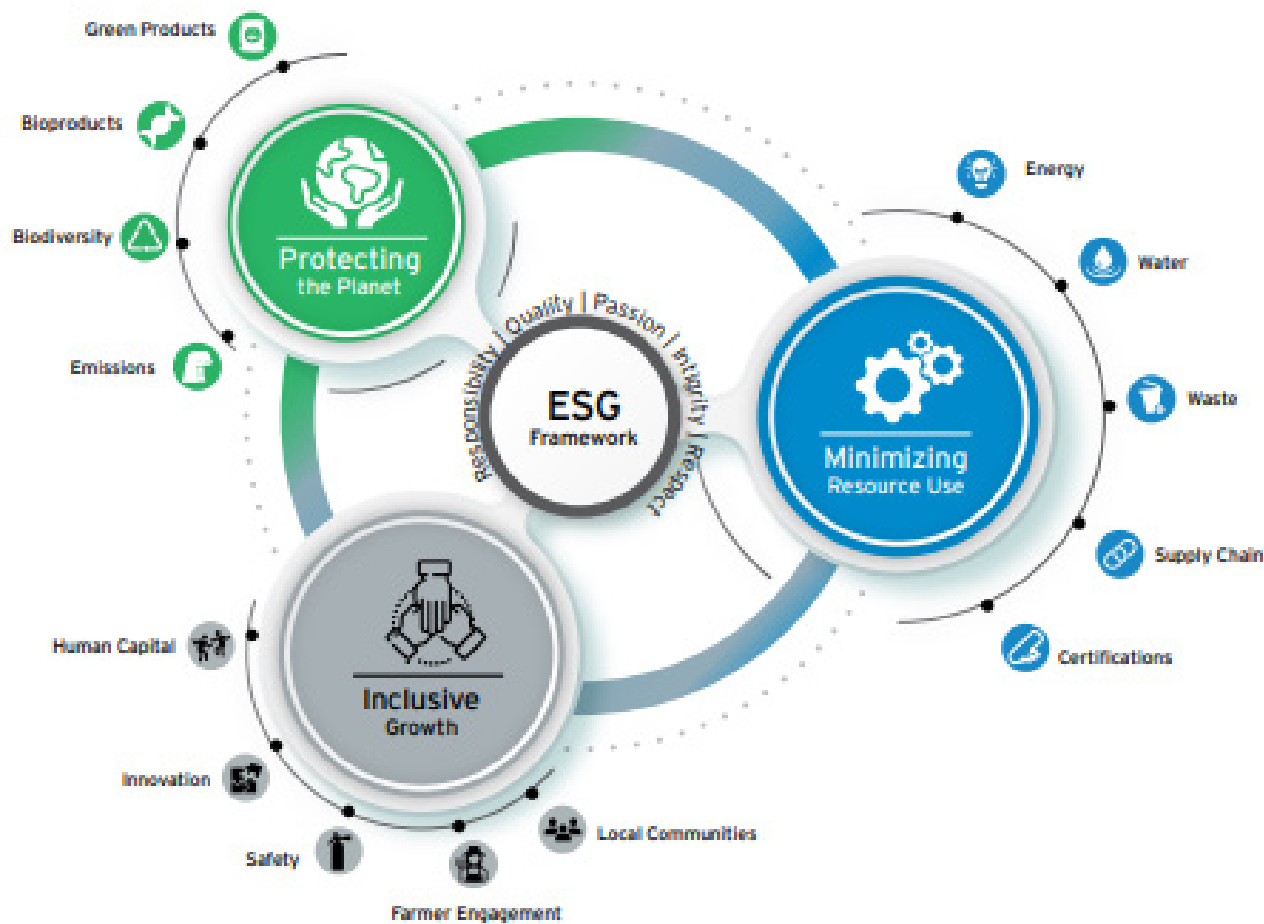 Green Products
Bioproducts
Biodiversity
Emissions
Protecting
the Planet
Responsibility | Quality | Passion | Integrity | Respect
ESG
Framework
Energy
Water
Waste
Supply Chain
Certifications
Minimizing
Resource Use
Human Capital
Innovation
Safety
Farmer Engagement
Local Communities
Inclusive
Growth